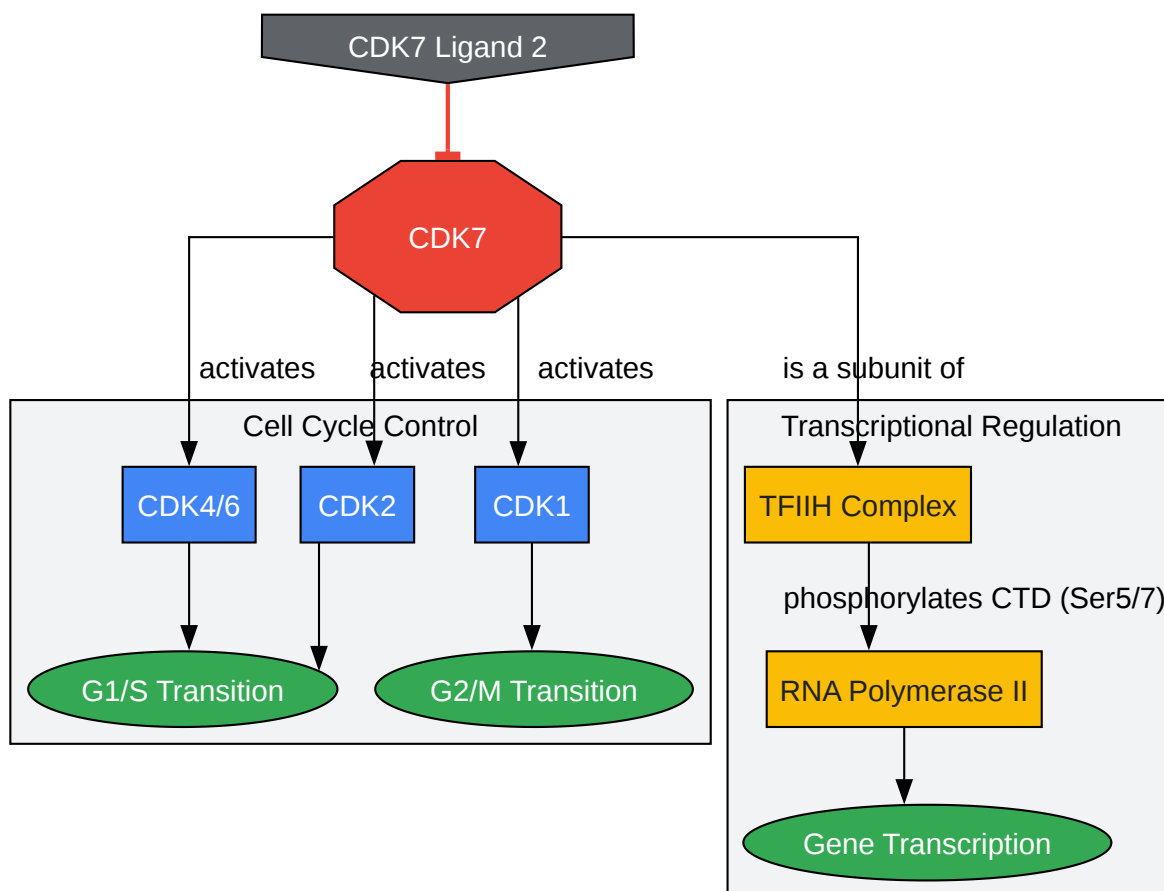 CDK7 Ligand 2
CDK7
activates
activates
activates
is a subunit of
Cell Cycle Control
Transcriptional Regulation
CDK4/6
CDK2
CDK1
TFIIH Complex
phosphorylates CTD (Ser5/7)
G1/S Transition
G2/M Transition
RNA Polymerase II
Gene Transcription